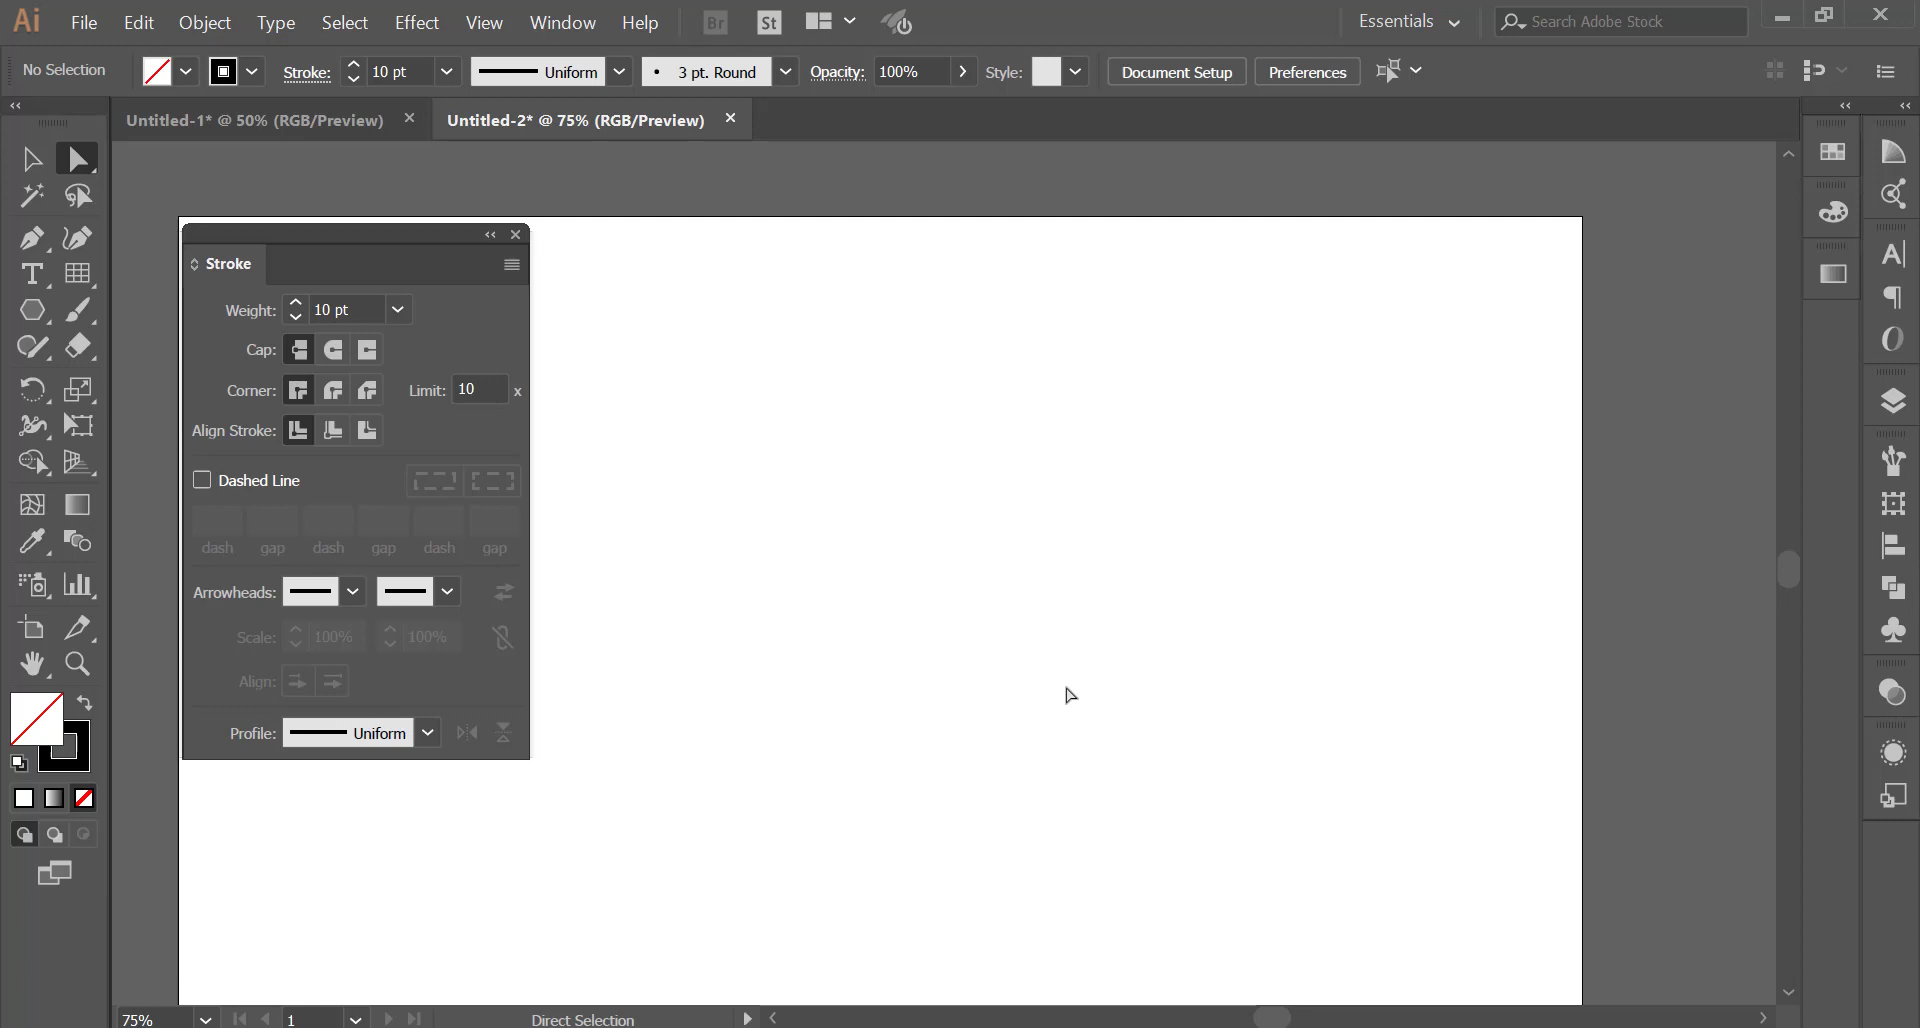 Ai File Edit Object Type Select Effect View Window Help Br St Essentials Search Adobe Stock
No Selection Stroke: 10 pt Uniform 3 pt. Round Opacity: 100% Style: Document Setup Preferences
Untitled-1* @ 50% (RGB/Preview) Untitled-2* @ 75% (RGB/Preview)
Stroke
Weight: 10 pt
Cap:
Corner: Limit: 10 x
Align Stroke:
Dashed Line
dash gap dash gap dash gap
Arrowheads:
Scale: 100% 100%
Align:
Profile: Uniform
75% 1 Direct Selection